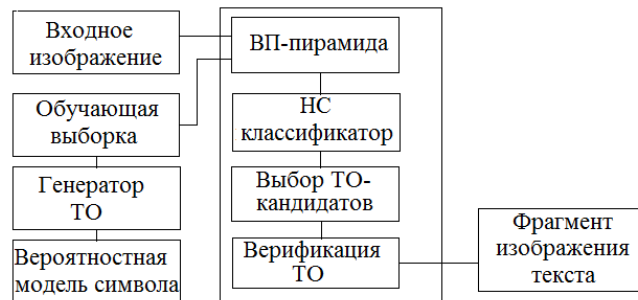 Входное
изображение
Обучающая
выборка
Генератор
ТО
Вероятностная
модель символа
ВП-пирамида
НС
классификатор
Выбор ТО-
кандидатов
Верификация
ТО
Фрагмент
изображения
текста